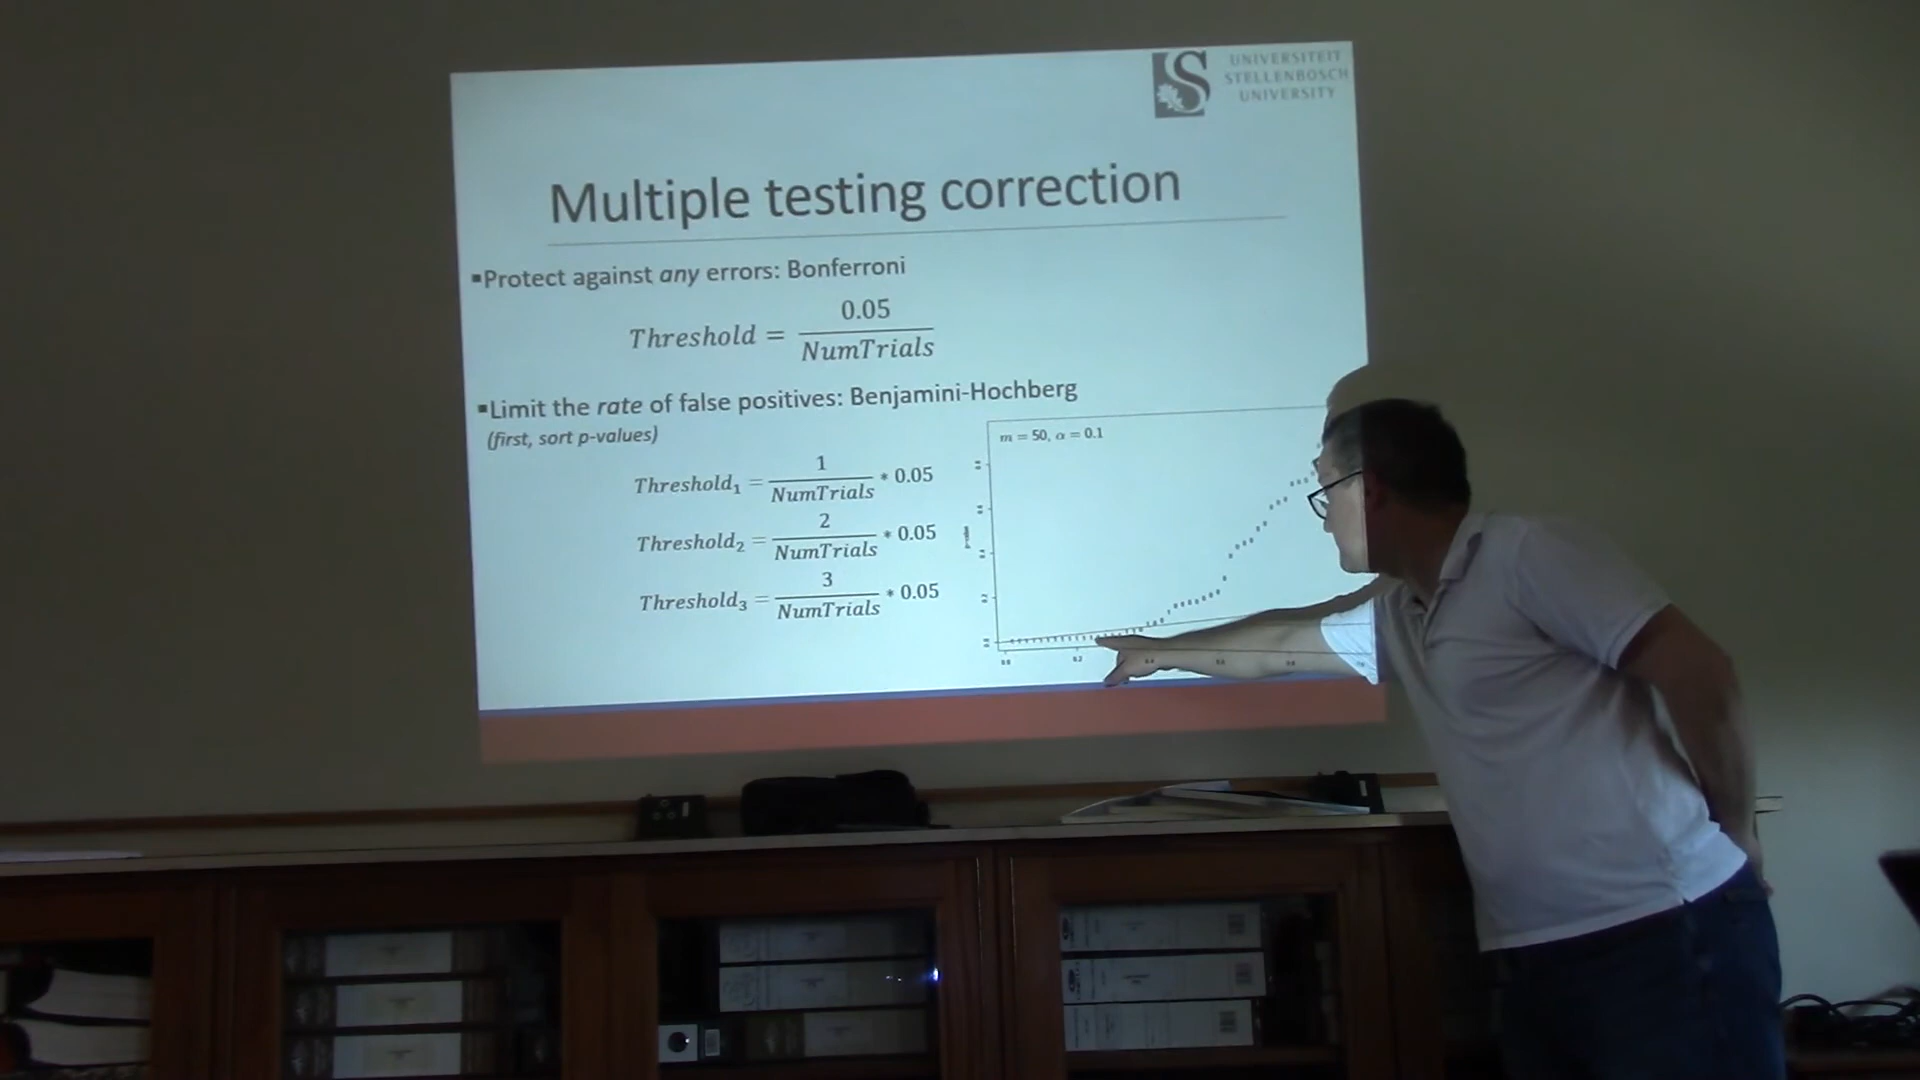 UNIVERSITEIT
STELLENBOSCH
UNIVERSITY
Multiple testing correction
▪Protect against any errors: Bonferroni
Threshold = 0.05 / NumTrials
▪Limit the rate of false positives: Benjamini-Hochberg
(first, sort p-values)
Threshold₁ = 1 / NumTrials * 0.05
Threshold₂ = 2 / NumTrials * 0.05
Threshold₃ = 3 / NumTrials * 0.05
m = 50, α = 0.1